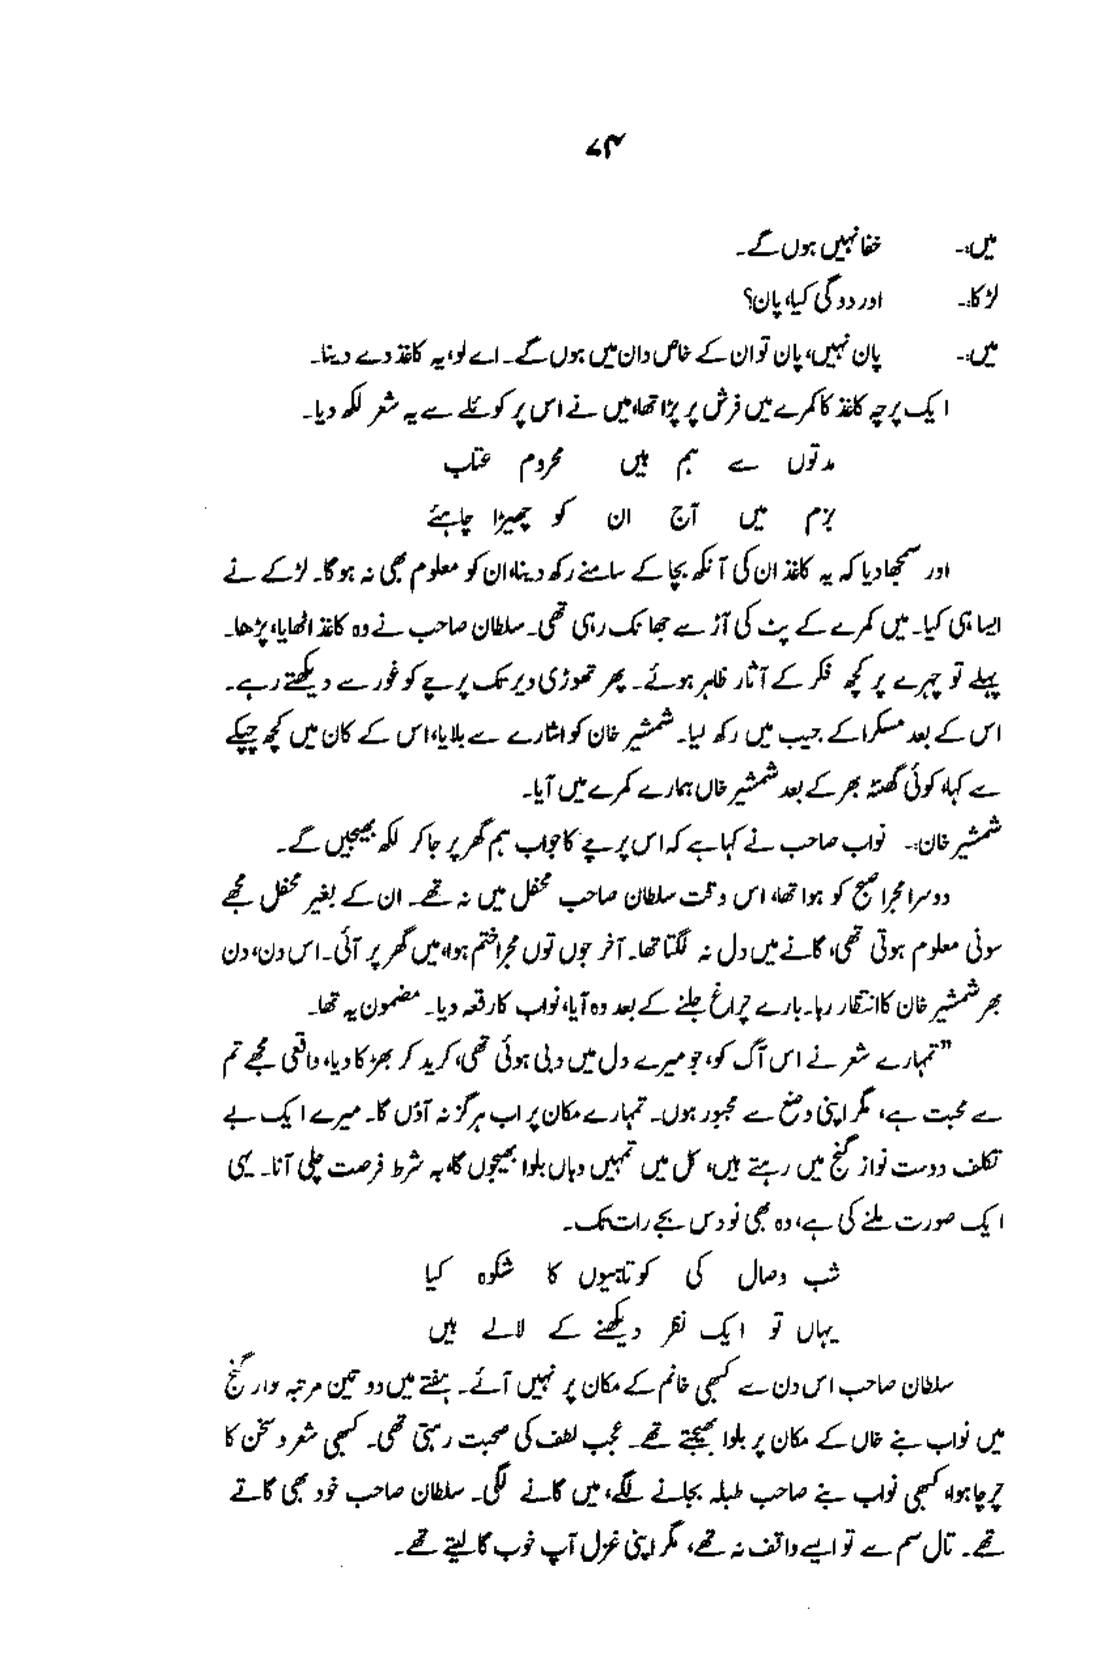 ۷۴
میں:۔ خفا نہیں ہوں گے۔
لڑکا:۔ اور دو گی کیا، پان؟
میں:۔ پان نہیں، پان تو ان کے خاص دان میں ہوں گے۔ اے لو، یہ کاغذ دے دینا۔
ایک پرچہ کاغذ کا کمرے میں فرش پر پڑا تھا، میں نے اس پر کوئلے سے یہ شعر لکھ دیا۔
مدتوں سے ہم ہیں محروم عتاب
بزم میں آج ان کو چھیڑا چاہئے
اور سمجھا دیا کہ یہ کاغذ ان کی آنکھ بچا کے سامنے رکھ دینا، ان کو معلوم بھی نہ ہو گا۔ لڑکے نے
ایسا ہی کیا۔ میں کمرے کے پٹ کی آڑ سے جھانک رہی تھی۔ سلطان صاحب نے وہ کاغذ اٹھایا، پڑھا۔
پہلے تو چہرے پر کچھ فکر کے آثار ظاہر ہوئے۔ پھر تھوڑی دیر تک پرچے کو غور سے دیکھتے رہے۔
اس کے بعد مسکرا کے جیب میں رکھ لیا۔ شمشیر خان کو اشارے سے بلایا، اس کے کان میں کچھ چپکے
سے کہا، کوئی گھنٹہ بھر کے بعد شمشیر خاں ہمارے کمرے میں آیا۔
شمشیر خان:۔ نواب صاحب نے کہا ہے کہ اس پرچے کا جواب ہم گھر پر جا کر لکھ بھیجیں گے۔
دوسرا مجرا صبح کو ہوا تھا، اس وقت سلطان صاحب محفل میں نہ تھے۔ ان کے بغیر محفل مجھے
سونی معلوم ہوتی تھی، گانے میں دل نہ لگتا تھا۔ آخر جوں توں مجرا ختم ہوا، میں گھر پر آئی۔ اس دن، دن
بھر شمشیر خان کا انتظار رہا۔ بارے چراغ جلنے کے بعد وہ آیا، نواب کا رقعہ دیا۔ مضمون یہ تھا۔
”تمہارے شعر نے اس آگ کو، جو میرے دل میں دبی ہوئی تھی، کرید کر بھڑکا دیا، واقعی مجھے تم
سے محبت ہے، مگر اپنی وضع سے مجبور ہوں۔ تمہارے مکان پر اب ہرگز نہ آؤں گا۔ میرے ایک بے
تکلف دوست نواز گنج میں رہتے ہیں، کل میں تمہیں وہاں بلوا بھیجوں گا، بہ شرط فرصت چلی آنا۔ یہی
ایک صورت ملنے کی ہے، وہ بھی نو دس بجے رات تک۔
شب وصال کی کوتاہیوں کا شکوہ کیا
یہاں تو ایک نظر دیکھنے کے لالے ہیں
سلطان صاحب اس دن سے کبھی خانم کے مکان پر نہیں آئے۔ ہفتے میں دو تین مرتبہ نواز گنج
میں نواب بنے خاں کے مکان پر بلوا بھیجتے تھے۔ عجب لطف کی صحبت رہتی تھی۔ کبھی شعر و سخن کا
چرچا ہوا، کبھی نواب بنے صاحب طبلہ بجانے لگے، میں گانے لگی۔ سلطان صاحب خود بھی گاتے
تھے۔ تال سم سے تو ایسے واقف نہ تھے، مگر اپنی غزل آپ خوب گا لیتے تھے۔